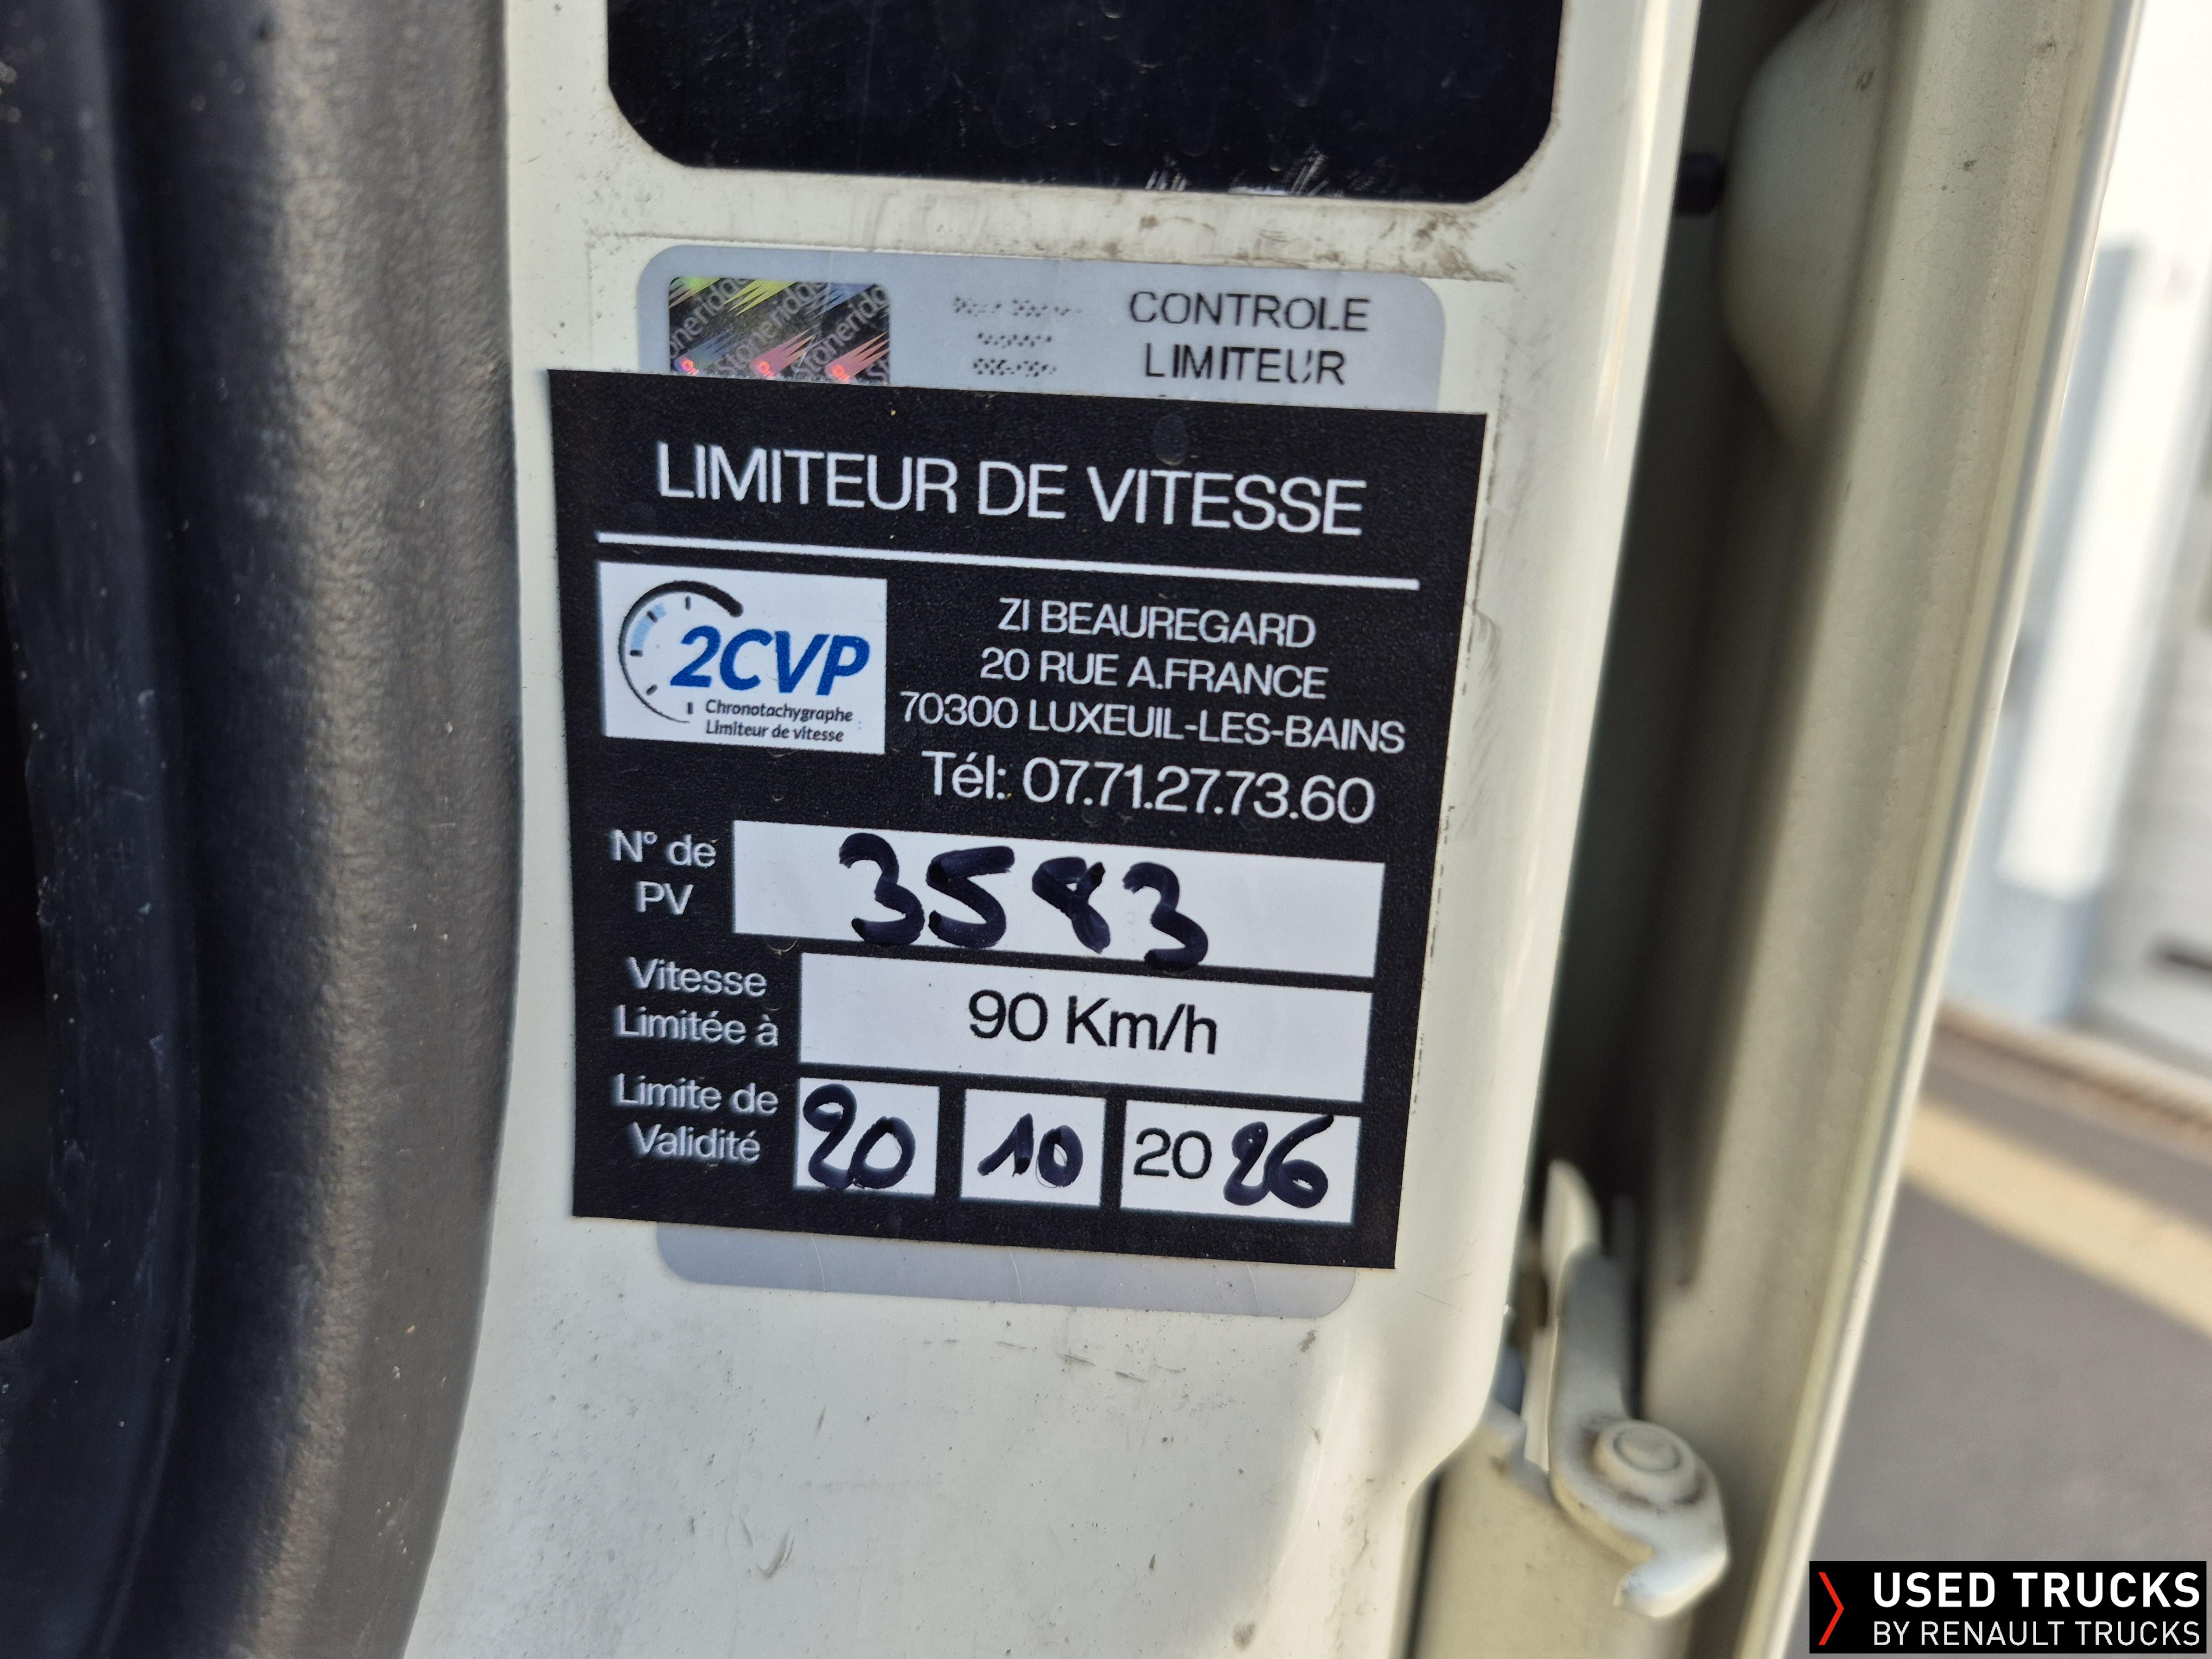 CONTROLE
LIMITEUR
LIMITEUR DE VITESSE
2CVP
Chronotachygraphe
Limiteur de vitesse
ZI BEAUREGARD
20 RUE A.FRANCE
70300 LUXEUIL-LES-BAINS
Tél: 07.71.27.73.60
N° de
PV
Vitesse
Limitée à
90 Km/h
Limite de
Validité
20 10 2026
USED TRUCKS
BY RENAULT TRUCKS